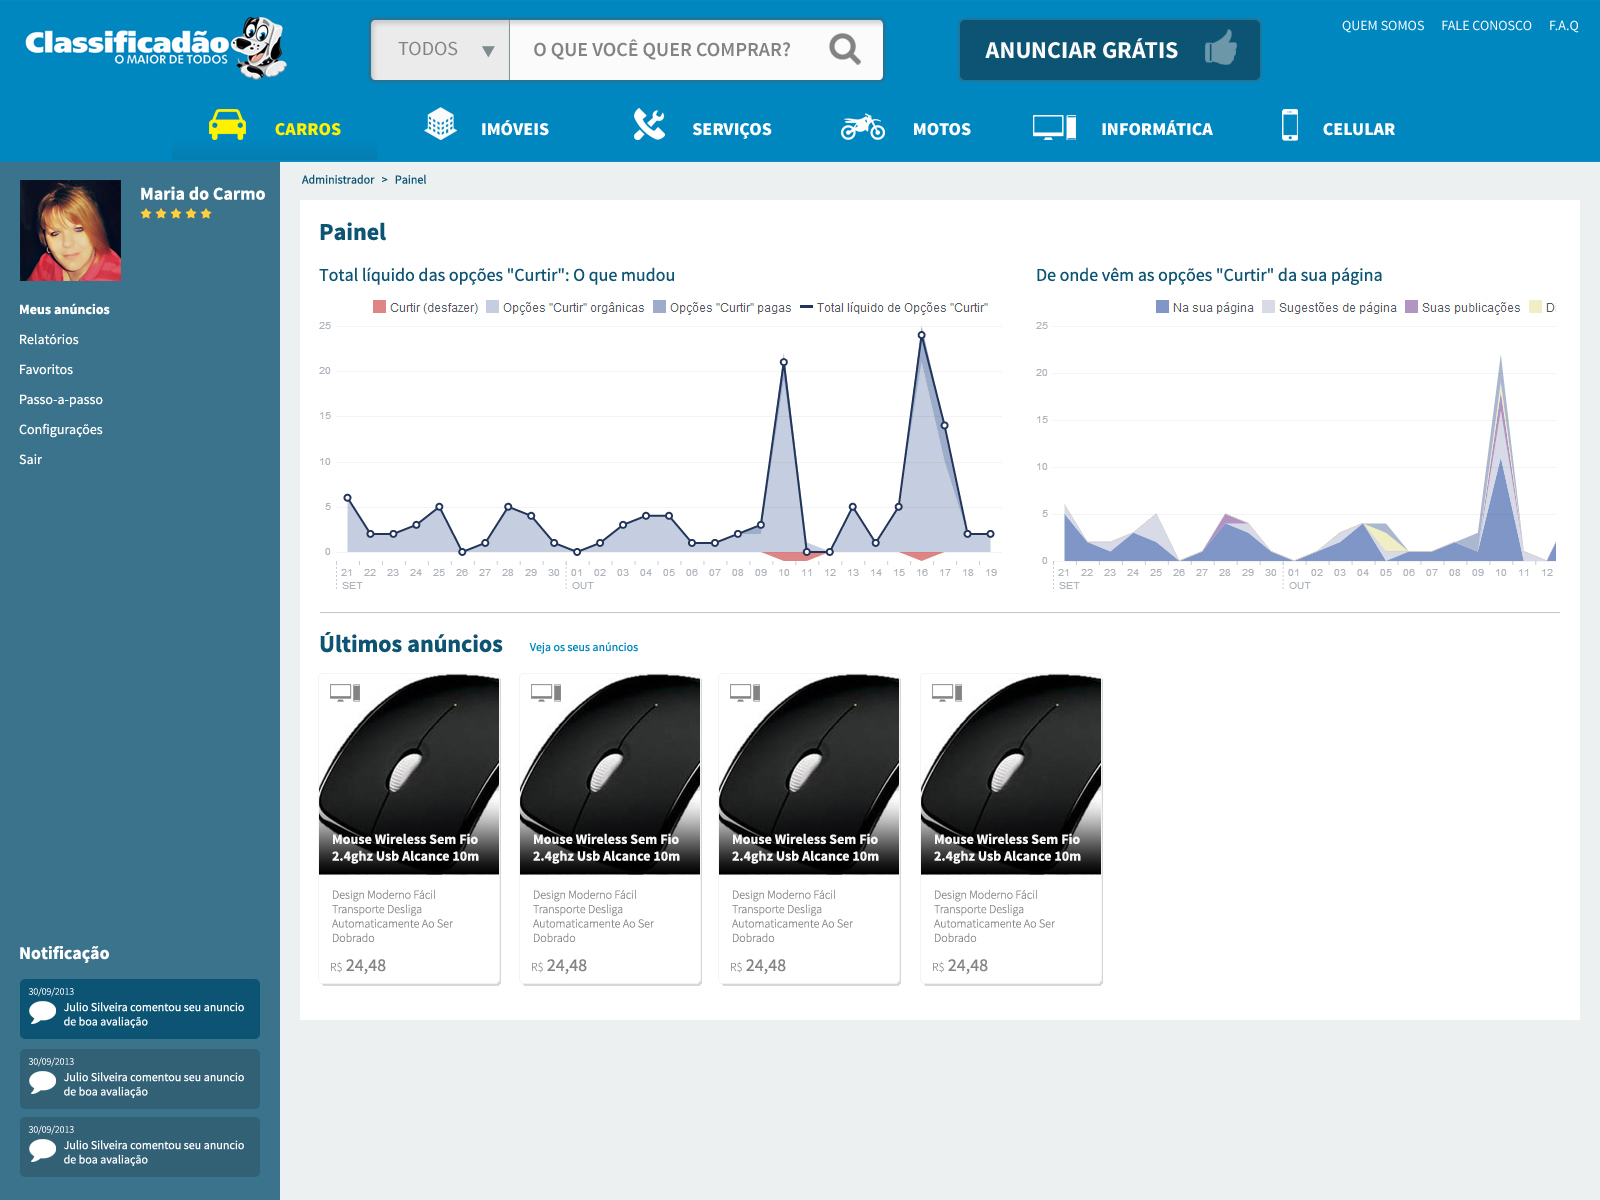 Classificadão
O MAIOR DE TODOS
TODOS
O QUE VOCÊ QUER COMPRAR?
ANUNCIAR GRÁTIS
QUEM SOMOS FALE CONOSCO F.A.Q
CARROS
IMÓVEIS
SERVIÇOS
MOTOS
INFORMÁTICA
CELULAR
Maria do Carmo
Meus anúncios
Relatórios
Favoritos
Passo-a-passo
Configurações
Sair
Notificação
30/09/2013
Julio Silveira comentou seu anuncio
de boa avaliação
30/09/2013
Julio Silveira comentou seu anuncio
de boa avaliação
30/09/2013
Julio Silveira comentou seu anuncio
de boa avaliação
Administrador > Painel
Painel
Total líquido das opções "Curtir": O que mudou
Curtir (desfazer) Opções "Curtir" orgânicas Opções "Curtir" pagas Total líquido de Opções "Curtir"
25
20
15
10
5
0
21 22 23 24 25 26 27 28 29 30 01 02 03 04 05 06 07 08 09 10 11 12 13 14 15 16 17 18 19
SET OUT
De onde vêm as opções "Curtir" da sua página
Na sua página Sugestões de página Suas publicações D
25
20
15
10
5
0
21 22 23 24 25 26 27 28 29 30 01 02 03 04 05 06 07 08 09 10 11 12
SET OUT
Últimos anúncios
Veja os seus anúncios
Mouse Wireless Sem Fio
2.4ghz Usb Alcance 10m
Design Moderno Fácil
Transporte Desliga
Automaticamente Ao Ser
Dobrado
R$ 24,48
Mouse Wireless Sem Fio
2.4ghz Usb Alcance 10m
Design Moderno Fácil
Transporte Desliga
Automaticamente Ao Ser
Dobrado
R$ 24,48
Mouse Wireless Sem Fio
2.4ghz Usb Alcance 10m
Design Moderno Fácil
Transporte Desliga
Automaticamente Ao Ser
Dobrado
R$ 24,48
Mouse Wireless Sem Fio
2.4ghz Usb Alcance 10m
Design Moderno Fácil
Transporte Desliga
Automaticamente Ao Ser
Dobrado
R$ 24,48